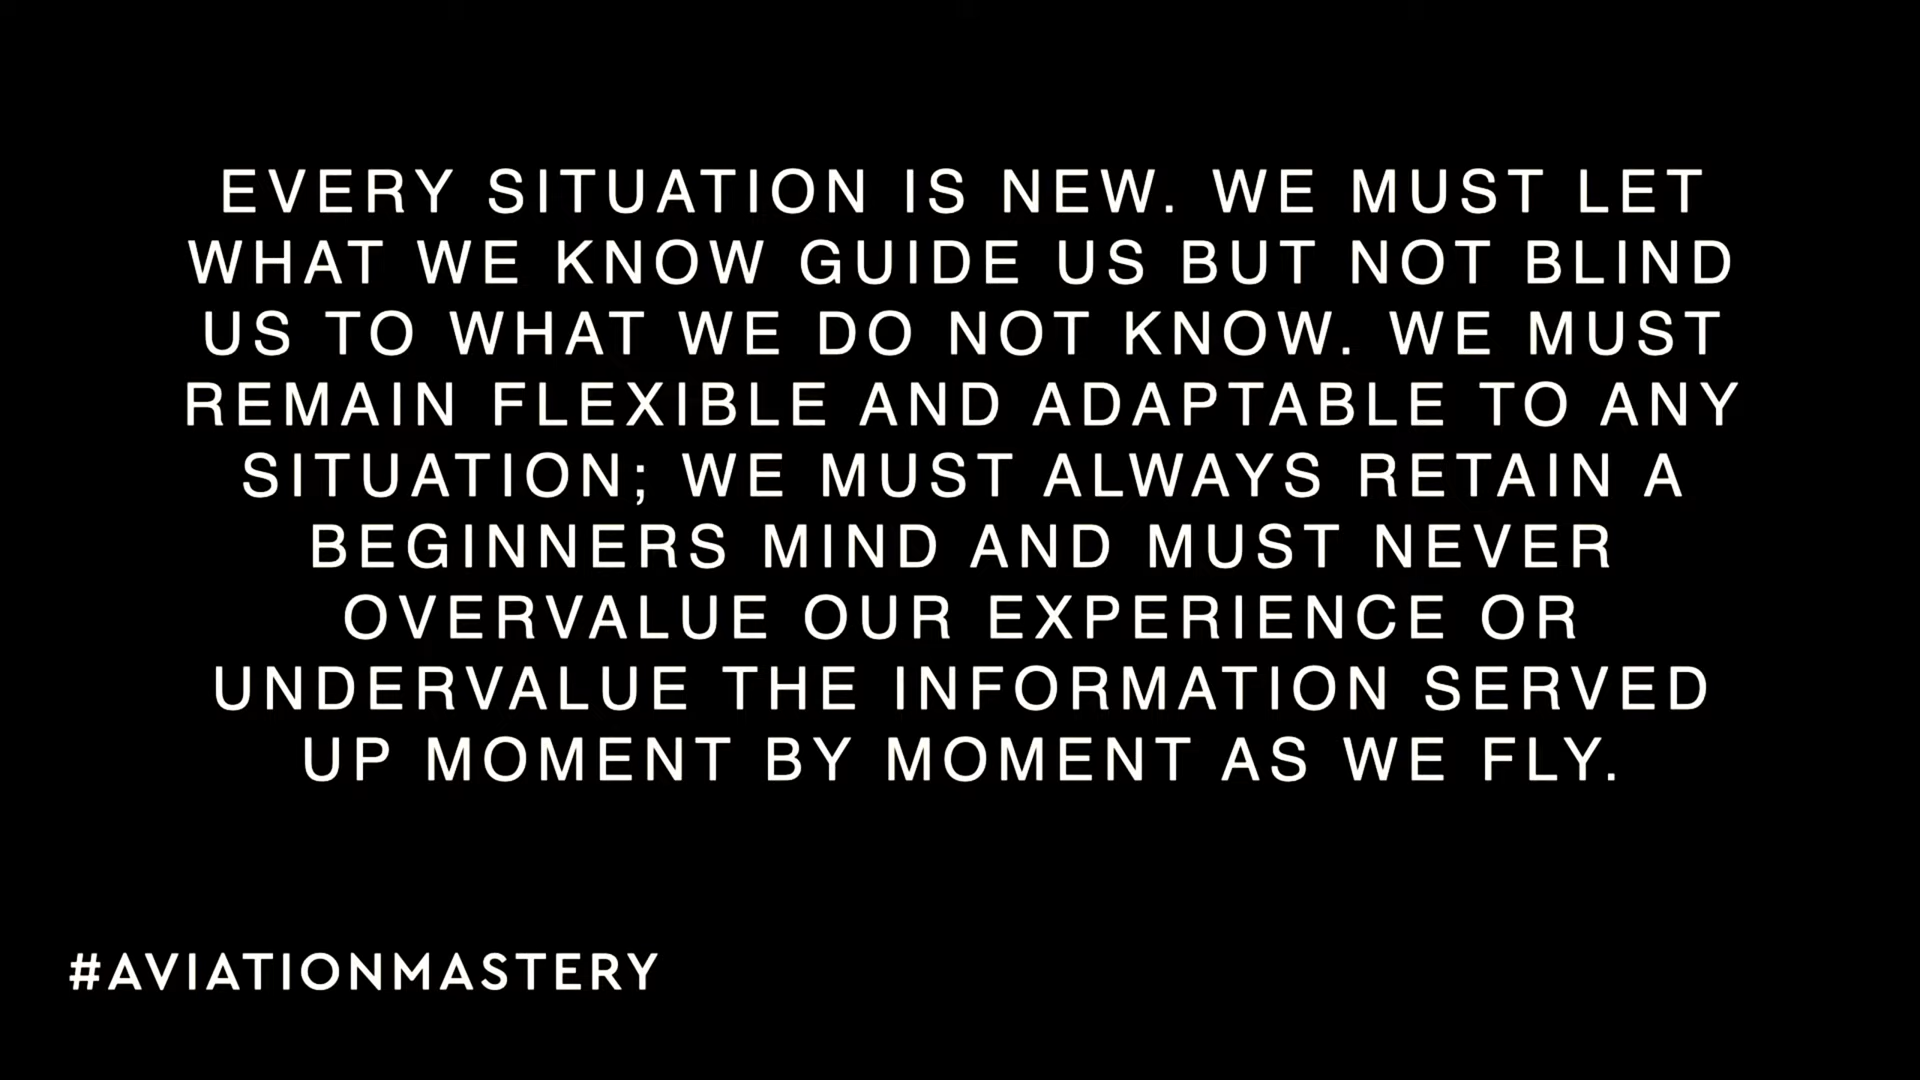 EVERY SITUATION IS NEW. WE MUST LET
WHAT WE KNOW GUIDE US BUT NOT BLIND
US TO WHAT WE DO NOT KNOW. WE MUST
REMAIN FLEXIBLE AND ADAPTABLE TO ANY
SITUATION; WE MUST ALWAYS RETAIN A
BEGINNERS MIND AND MUST NEVER
OVERVALUE OUR EXPERIENCE OR
UNDERVALUE THE INFORMATION SERVED
UP MOMENT BY MOMENT AS WE FLY.
#AVIATIONMASTERY